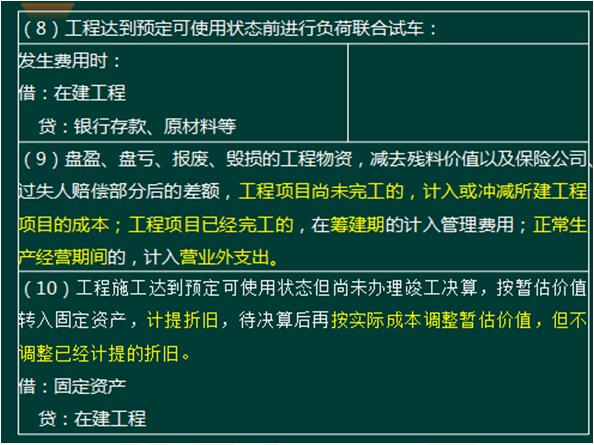 （8）工程达到预定可使用状态前进行负荷联合试车：
发生费用时：
借：在建工程
贷：银行存款、原材料等
（9）盘盈、盘亏、报废、毁损的工程物资，减去残料价值以及保险公司、
过失人赔偿部分后的差额，工程项目尚未完工的，计入或冲减所建工程
项目的成本；工程项目已经完工的，在筹建期的计入管理费用；正常生
产经营期间的，计入营业外支出。
（10）工程施工达到预定可使用状态但尚未办理竣工决算，按暂估价值
转入固定资产，计提折旧，待决算后再按实际成本调整暂估价值，但不
调整已经计提的折旧。
借：固定资产
贷：在建工程